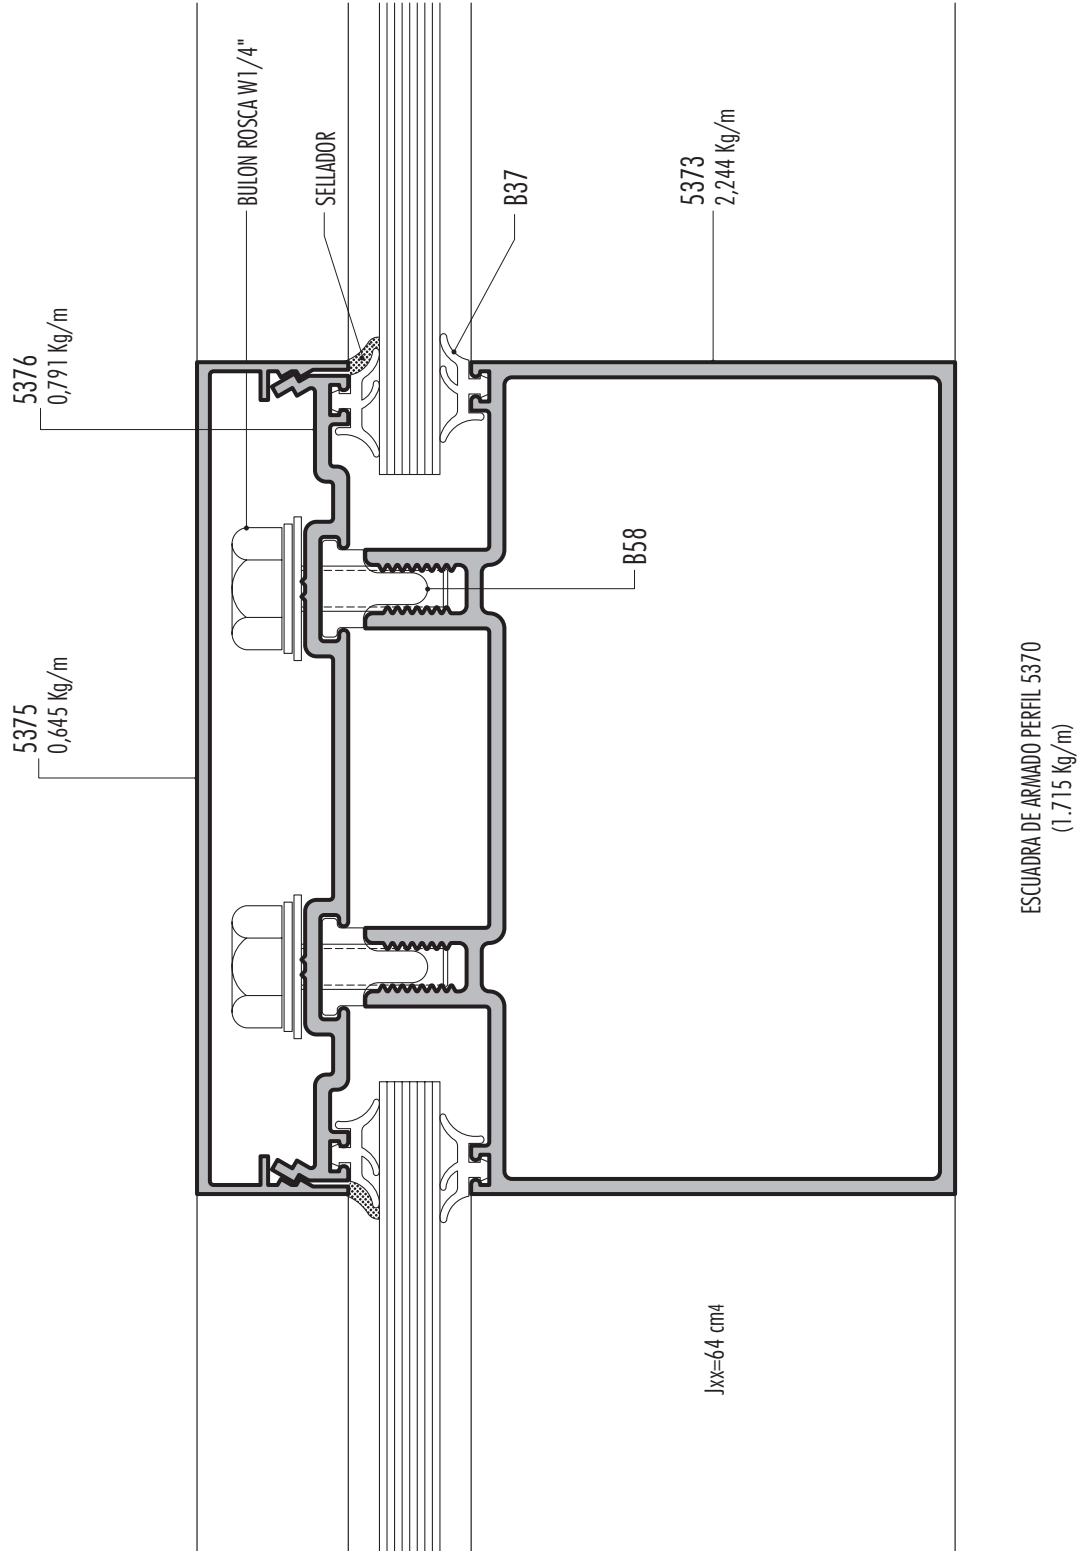 5376
0,791 Kg/m
5375
0,645 Kg/m
BULON ROSCA W1/4"
SELLADOR
B37
5373
2,244 Kg/m
B58
Jxx=64 cm4
ESCUADRA DE ARMADO PERFIL 5370
(1.715 Kg/m)